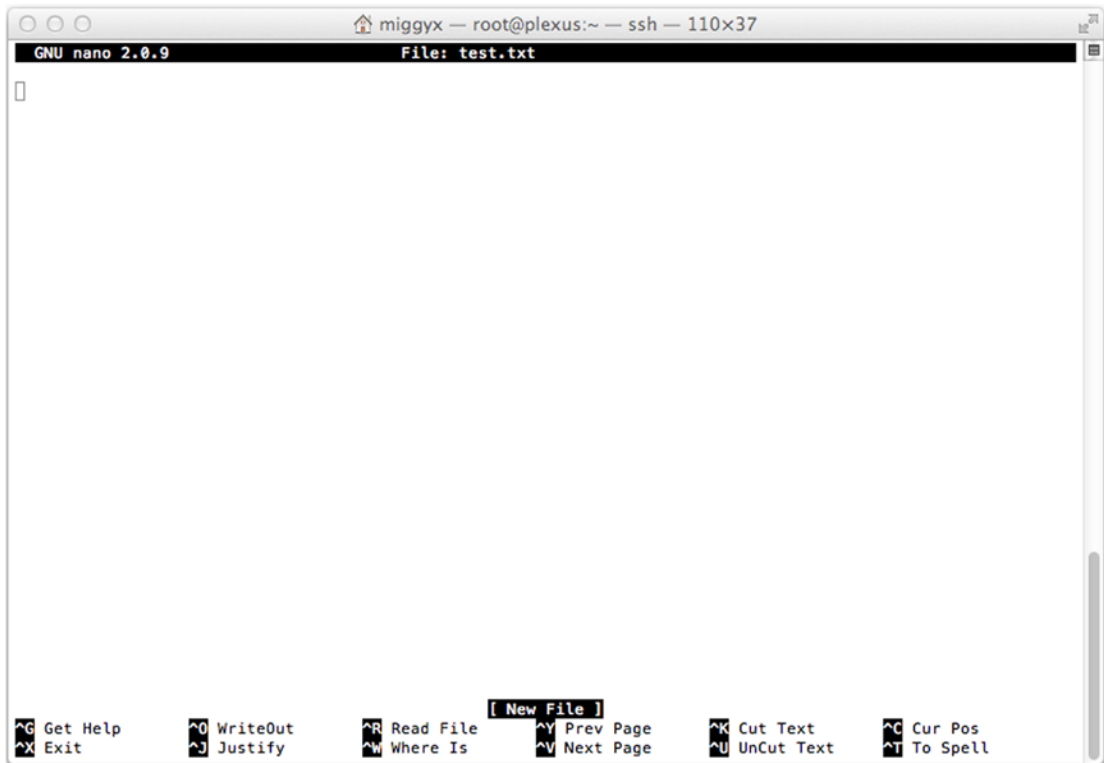 miggyx — root@plexus:~ — ssh — 110×37
GNU nano 2.0.9 File: test.txt
[ New File ]
^G Get Help ^O WriteOut ^R Read File ^Y Prev Page ^K Cut Text ^C Cur Pos
^X Exit ^J Justify ^W Where Is ^V Next Page ^U UnCut Text ^T To Spell